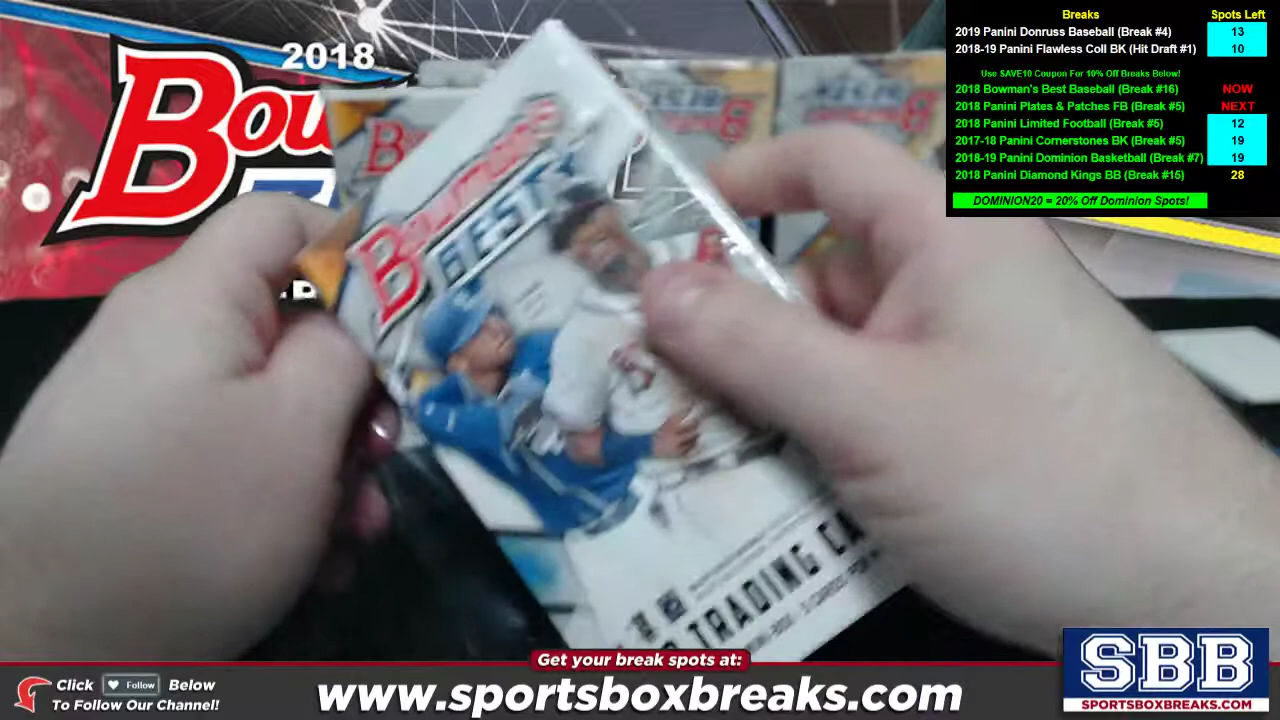 2018
Breaks Spots Left
2019 Panini Donruss Baseball (Break #4) 13
2018-19 Panini Flawless Coll BK (Hit Draft #1) 10
Use SAVE10 Coupon For 10% Off Breaks Below!
2018 Bowman's Best Baseball (Break #16) NOW
2018 Panini Plates & Patches FB (Break #5) NEXT
2018 Panini Limited Football (Break #5) 12
2017-18 Panini Cornerstones BK (Break #5) 19
2018-19 Panini Dominion Basketball (Break #7) 19
2018 Panini Diamond Kings BB (Break #15) 28
DOMINION20 = 20% Off Dominion Spots!
Bow
Bowman's
BEST
TRADING
Get your break spots at:
Click Follow Below
To Follow Our Channel!
www.sportsboxbreaks.com
SBB
SPORTSBOXBREAKS.COM